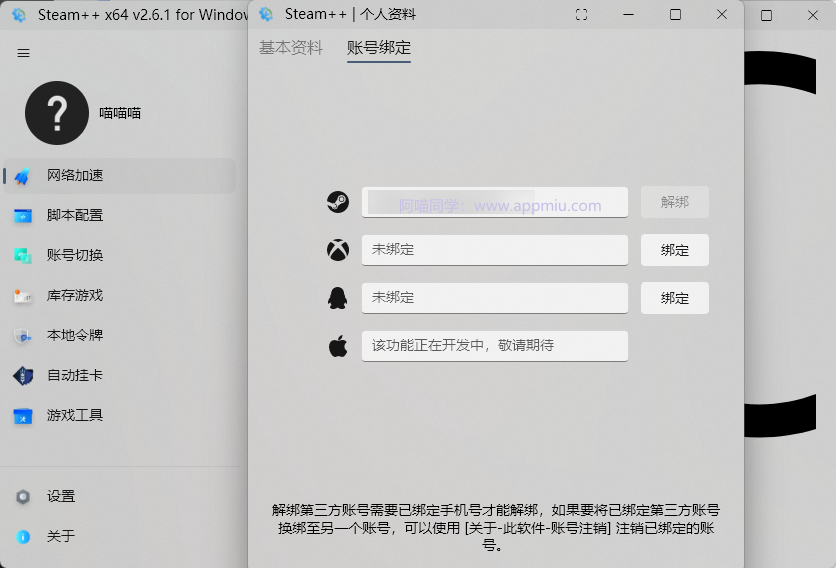 Steam++ x64 v2.6.1 for Window
Steam++ | 个人资料
基本资料
账号绑定
喵喵喵
网络加速
脚本配置
账号切换
库存游戏
本地令牌
自动挂卡
游戏工具
设置
关于
阿喵同学：www.appmiu.com
解绑
未绑定
绑定
未绑定
绑定
该功能正在开发中，敬请期待
解绑第三方账号需要已绑定手机号才能解绑，如果要将已绑定第三方账号
换绑至另一个账号，可以使用 [关于-此软件-账号注销] 注销已绑定的账
号。